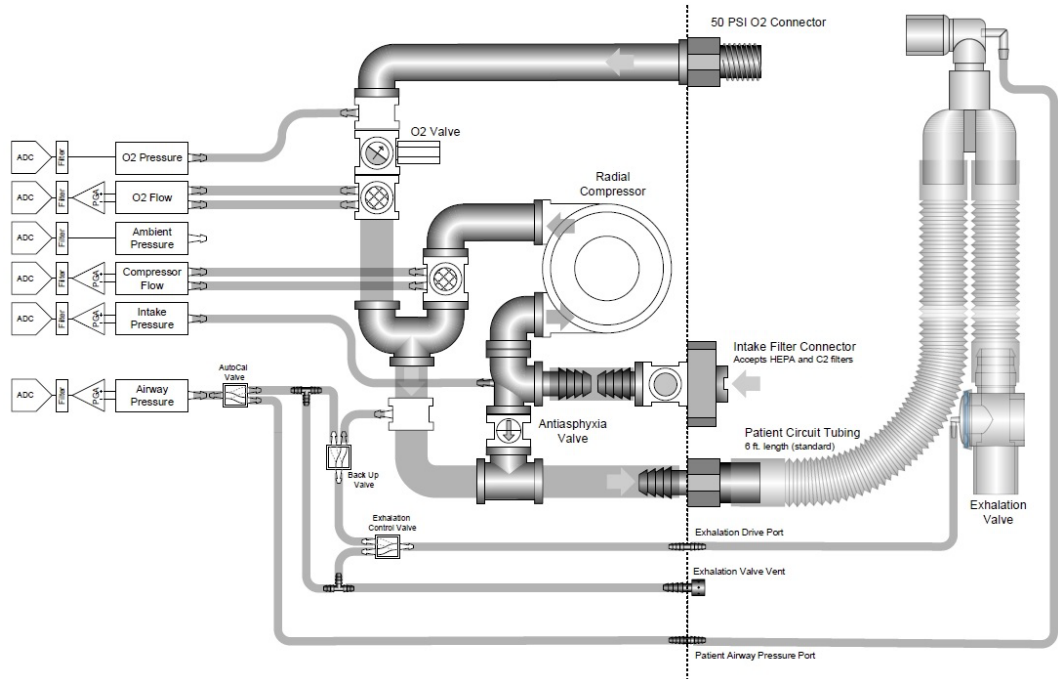 50 PSI O2 Connector
O2 Valve
ADC
Filter
O2 Pressure
ADC
Filter
PGA
O2 Flow
Radial
Compressor
ADC
Filter
Ambient
Pressure
ADC
Filter
PGA
Compressor
Flow
ADC
Filter
PGA
Intake
Pressure
Intake Filter Connector
Accepts HEPA and C2 filters
AutoCal
Valve
ADC
Filter
PGA
Airway
Pressure
Antiasphyxia
Valve
Patient Circuit Tubing
6 ft. length (standard)
Back Up
Valve
Exhalation
Valve
Exhalation
Control Valve
Exhalation Drive Port
Exhalation Valve Vent
Patient Airway Pressure Port